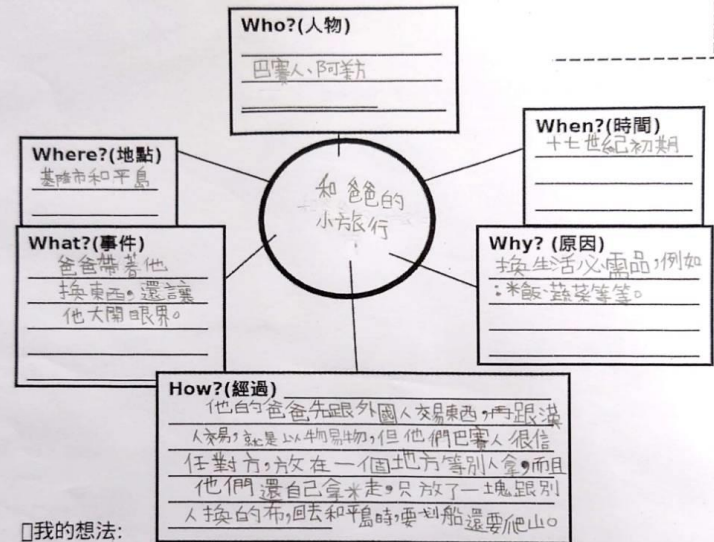 Who?(人物)
巴賽人、阿美族
When?(時間)
十七世紀初期
Where?(地點)
基隆市和平島
和爸爸的
小旅行
What?(事件)
爸爸帶著他
換東西，還讓
他大開眼界。
Why? (原因)
換生活必需品，例如
：米飯、蔬菜等等。
How?(經過)
他的爸爸先跟外國人交易東西，再跟漢
人交易，就是以物易物，但他們巴賽人很信
任對方，放在一個地方等別人拿，而且
他們還自己拿米走，只放了一塊跟別
人換的布，回去和平島時，要划船還要爬山。
我的想法: